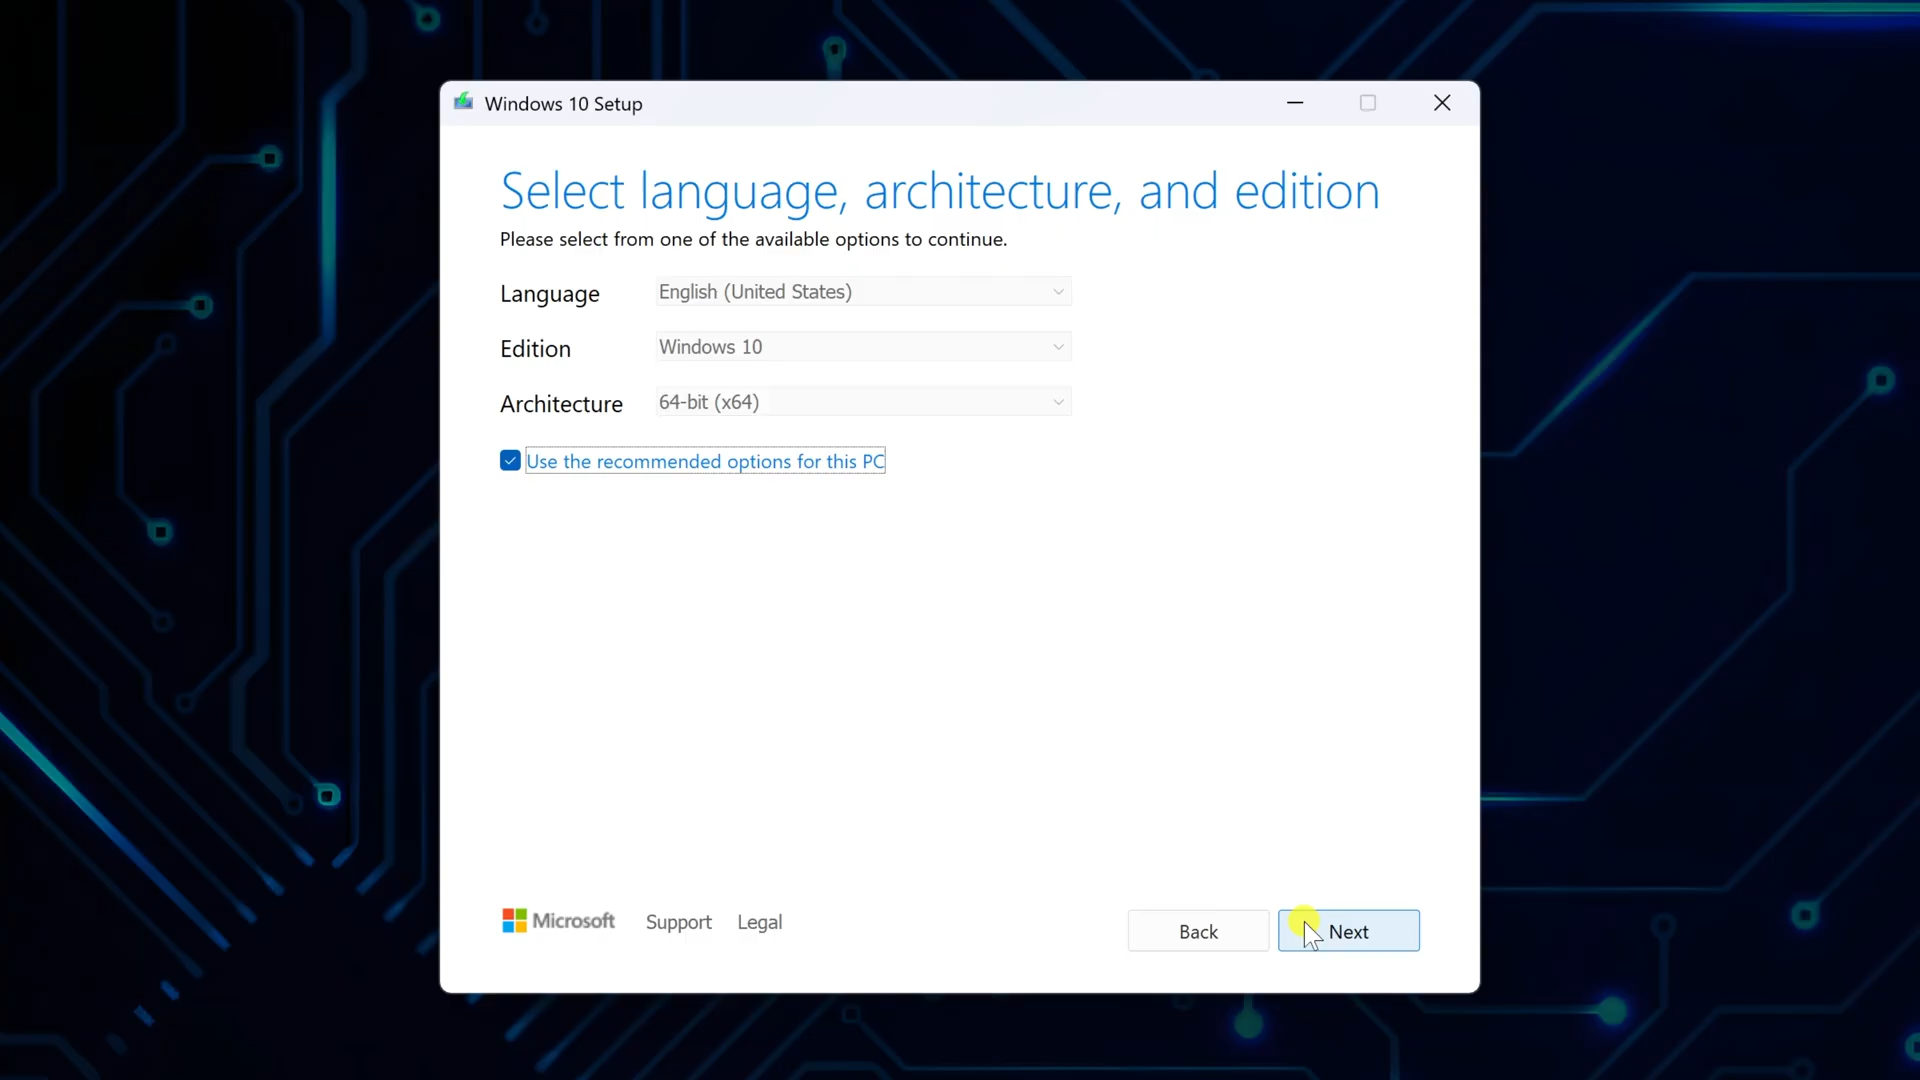 Windows 10 Setup
Select language, architecture, and edition
Please select from one of the available options to continue.
Language English (United States)
Edition Windows 10
Architecture 64-bit (x64)
Use the recommended options for this PC
Microsoft Support Legal Back Next